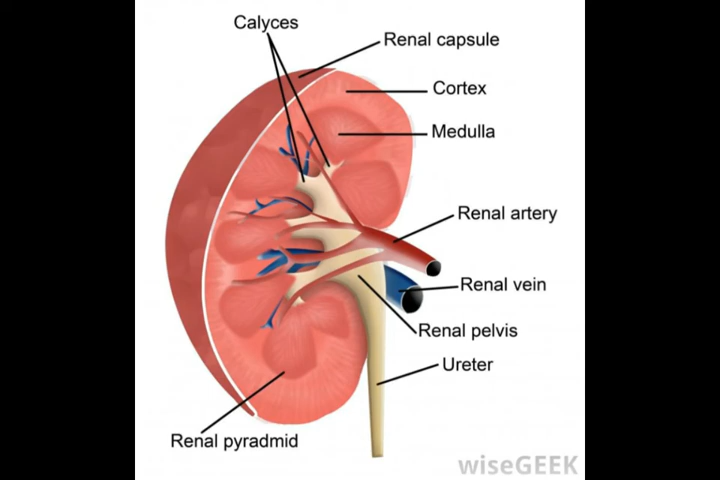 Calyces
Renal capsule
Cortex
Medulla
Renal artery
Renal vein
Renal pelvis
Ureter
Renal pyradmid
wiseGEEK